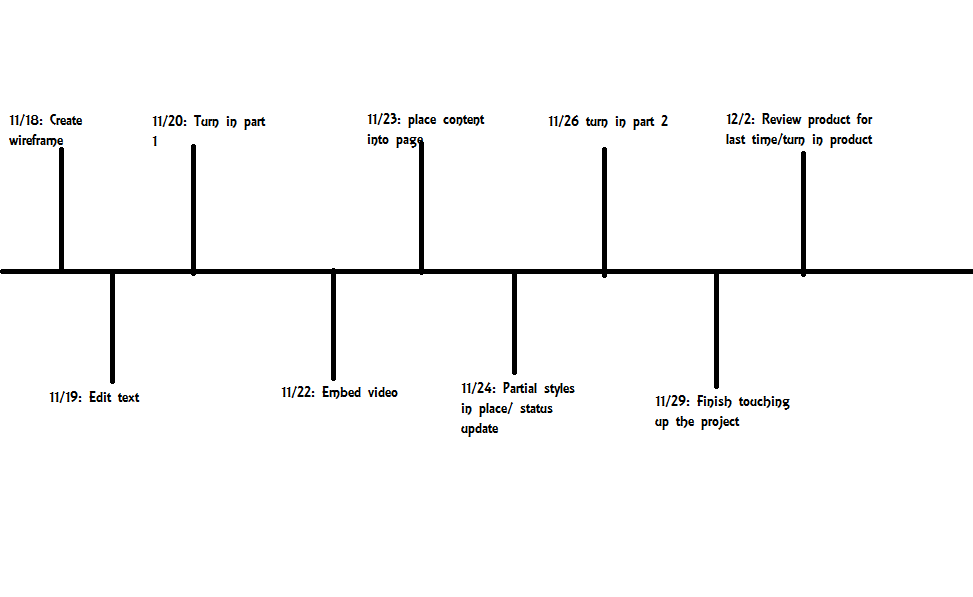 11/18: Create
wireframe
11/20: Turn in part
1
11/23: place content
into page
11/26 turn in part 2
12/2: Review product for
last time/turn in product
11/19: Edit text
11/22: Embed video
11/24: Partial styles
in place/ status
update
11/29: Finish touching
up the project